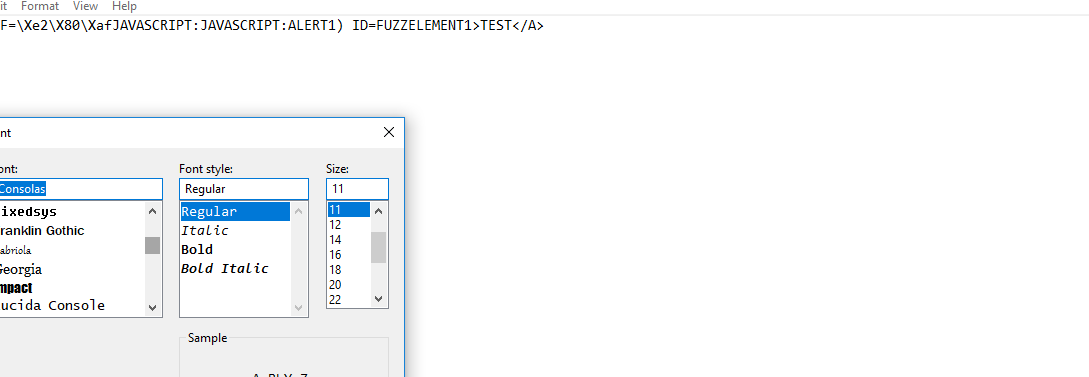 it Format View Help
F=\Xe2\X80\XafJAVASCRIPT:JAVASCRIPT:ALERT1) ID=FUZZELEMENT1>TEST</A>
nt
ont: Font style: Size:
Consolas Regular 11
ixedsys Regular 11
ranklin Gothic Italic 12
abriola Bold 14
Georgia Bold Italic 16
mpact 18
ucida Console 20
22
Sample